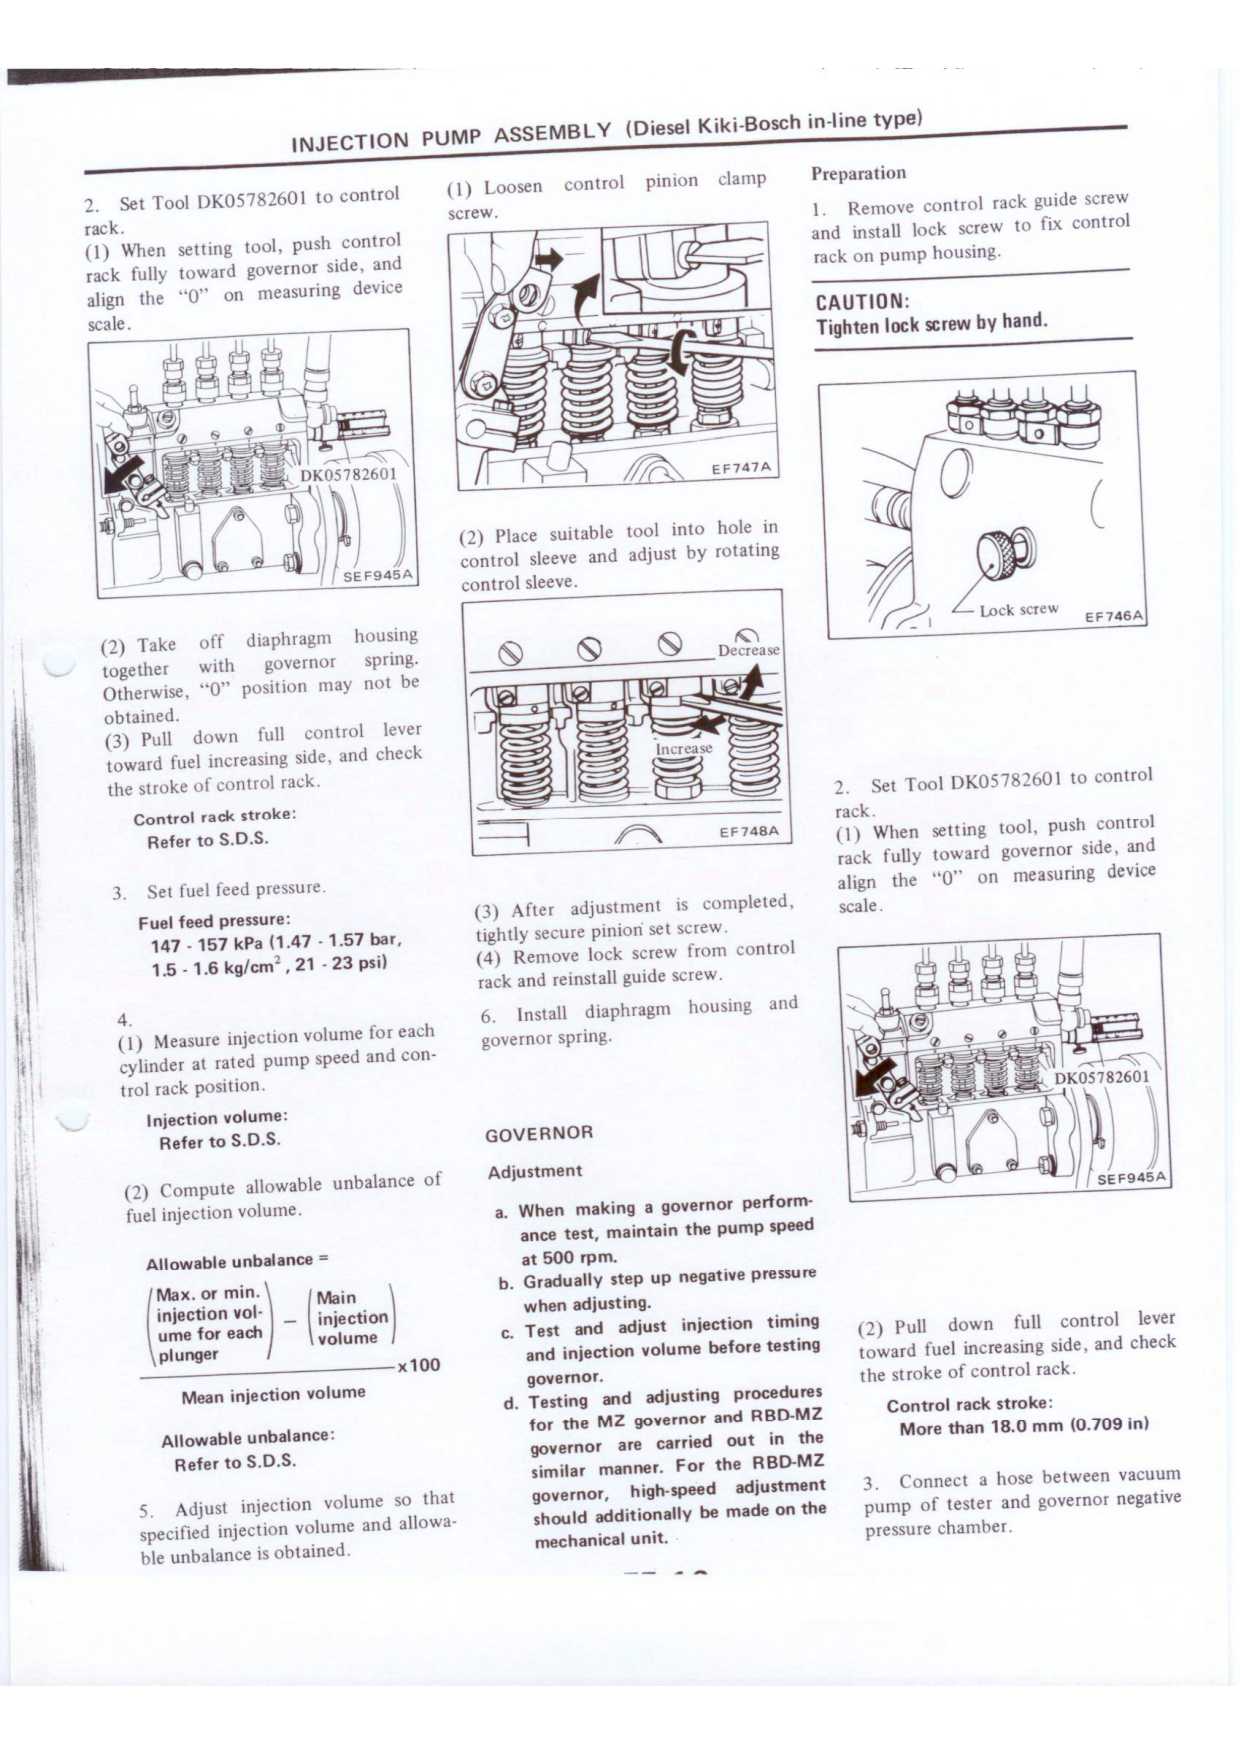 INJECTION PUMP ASSEMBLY (Diesel Kiki-Bosch in-line type)
2. Set Tool DK05782601 to control
rack.
(1) When setting tool, push control
rack fully toward governor side, and
align the “0” on measuring device
scale.
DK05782601
SEF945A
(2) Take off diaphragm housing
together with governor spring.
Otherwise, “0” position may not be
obtained.
(3) Pull down full control lever
toward fuel increasing side, and check
the stroke of control rack.
Control rack stroke:
Refer to S.D.S.
3. Set fuel feed pressure.
Fuel feed pressure:
147 - 157 kPa (1.47 - 1.57 bar,
1.5 - 1.6 kg/cm², 21 - 23 psi)
4.
(1) Measure injection volume for each
cylinder at rated pump speed and con-
trol rack position.
Injection volume:
Refer to S.D.S.
(2) Compute allowable unbalance of
fuel injection volume.
Allowable unbalance =
(Max. or min.
injection vol-
ume for each
plunger) – (Main
injection
volume)
x100
Mean injection volume
Allowable unbalance:
Refer to S.D.S.
5. Adjust injection volume so that
specified injection volume and allowa-
ble unbalance is obtained.
(1) Loosen control pinion clamp
screw.
EF747A
(2) Place suitable tool into hole in
control sleeve and adjust by rotating
control sleeve.
Decrease
Increase
EF748A
(3) After adjustment is completed,
tightly secure pinion set screw.
(4) Remove lock screw from control
rack and reinstall guide screw.
6. Install diaphragm housing and
governor spring.
GOVERNOR
Adjustment
a. When making a governor perform-
ance test, maintain the pump speed
at 500 rpm.
b. Gradually step up negative pressure
when adjusting.
c. Test and adjust injection timing
and injection volume before testing
governor.
d. Testing and adjusting procedures
for the MZ governor and RBD-MZ
governor are carried out in the
similar manner. For the RBD-MZ
governor, high-speed adjustment
should additionally be made on the
mechanical unit.
Preparation
1. Remove control rack guide screw
and install lock screw to fix control
rack on pump housing.
CAUTION:
Tighten lock screw by hand.
Lock screw
EF746A
2. Set Tool DK05782601 to control
rack.
(1) When setting tool, push control
rack fully toward governor side, and
align the “0” on measuring device
scale.
DK05782601
SEF945A
(2) Pull down full control lever
toward fuel increasing side, and check
the stroke of control rack.
Control rack stroke:
More than 18.0 mm (0.709 in)
3. Connect a hose between vacuum
pump of tester and governor negative
pressure chamber.